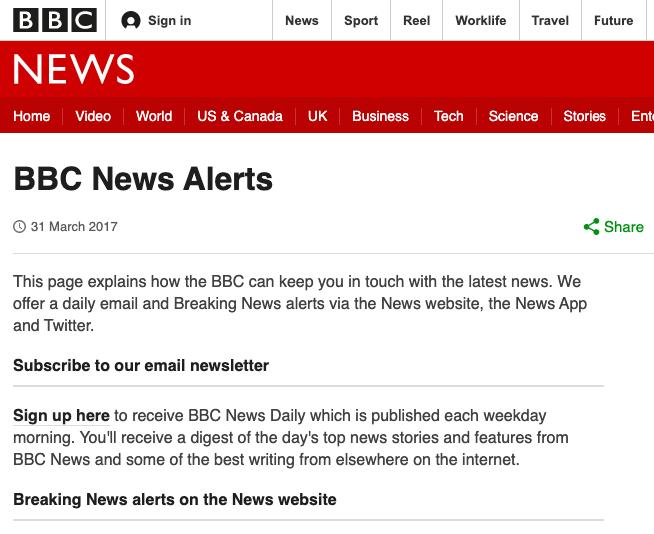 BBC Sign in News Sport Reel Worklife Travel Future
NEWS
Home Video World US & Canada UK Business Tech Science Stories Ente
BBC News Alerts
31 March 2017 Share
This page explains how the BBC can keep you in touch with the latest news. We
offer a daily email and Breaking News alerts via the News website, the News App
and Twitter.
Subscribe to our email newsletter
Sign up here to receive BBC News Daily which is published each weekday
morning. You'll receive a digest of the day's top news stories and features from
BBC News and some of the best writing from elsewhere on the internet.
Breaking News alerts on the News website